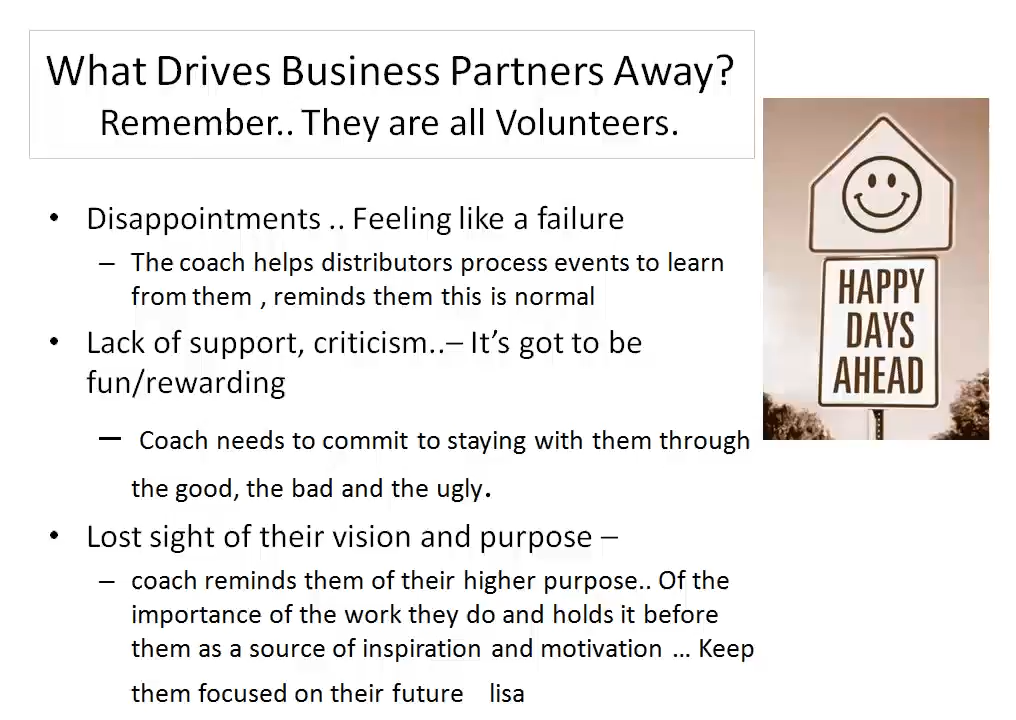 What Drives Business Partners Away?
Remember.. They are all Volunteers.
• Disappointments .. Feeling like a failure
– The coach helps distributors process events to learn
from them , reminds them this is normal
• Lack of support, criticism..– It’s got to be
fun/rewarding
– Coach needs to commit to staying with them through
the good, the bad and the ugly.
• Lost sight of their vision and purpose –
– coach reminds them of their higher purpose.. Of the
importance of the work they do and holds it before
them as a source of inspiration and motivation … Keep
them focused on their future lisa
HAPPY
DAYS
AHEAD